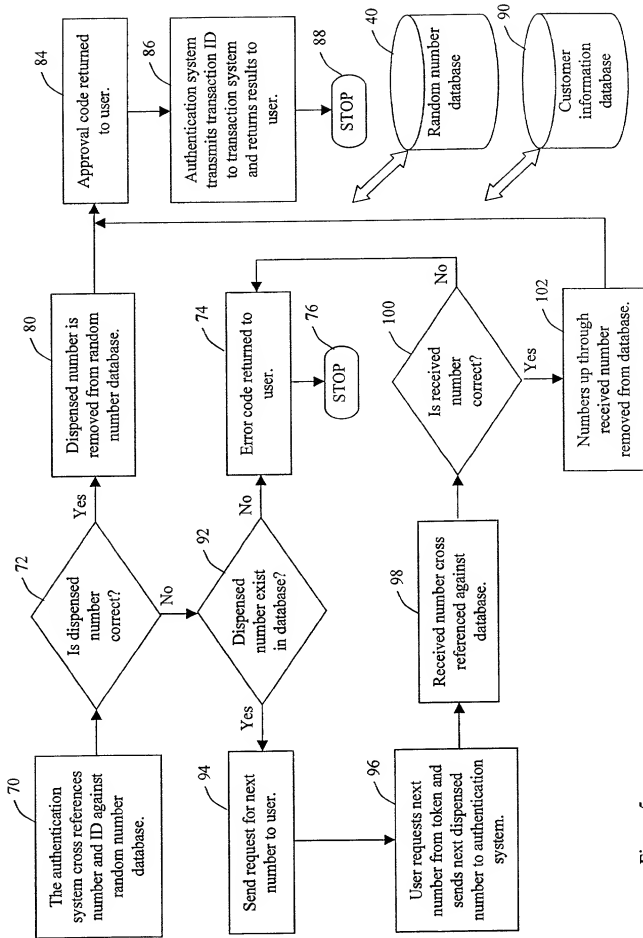 70
The authentication
system cross references
number and ID against
random number
database.
72
Is dispensed
number
correct?
Yes
No
80
Dispensed number is
removed from random
number database.
84
Approval code returned
to user.
86
Authentication system
transmits transaction ID
to transaction system
and returns results to
user.
88
STOP
92
Dispensed
number exist
in database?
Yes
No
74
Error code returned to
user.
76
STOP
94
Send request for next
number to user.
96
User requests next
number from token and
sends next dispensed
number to authentication
system.
98
Received number cross
referenced against
database.
100
Is received
number
correct?
No
Yes
102
Numbers up through
received number
removed from database.
40
Random number
database
90
Customer
information
database